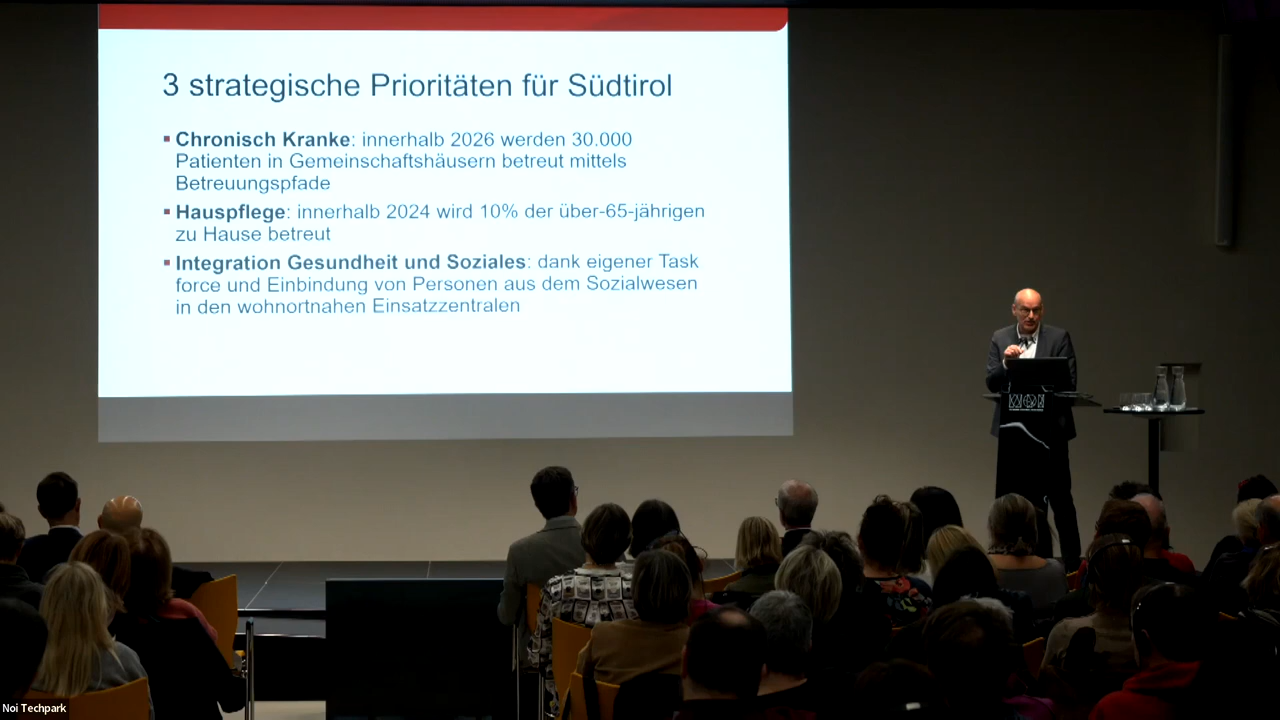 3 strategische Prioritäten für Südtirol
Chronisch Kranke: innerhalb 2026 werden 30.000
Patienten in Gemeinschaftshäusern betreut mittels
Betreuungspfade
Hauspflege: innerhalb 2024 wird 10% der über-65-jährigen
zu Hause betreut
Integration Gesundheit und Soziales: dank eigener Task
force und Einbindung von Personen aus dem Sozialwesen
in den wohnortnahen Einsatzzentralen
Noi Techpark